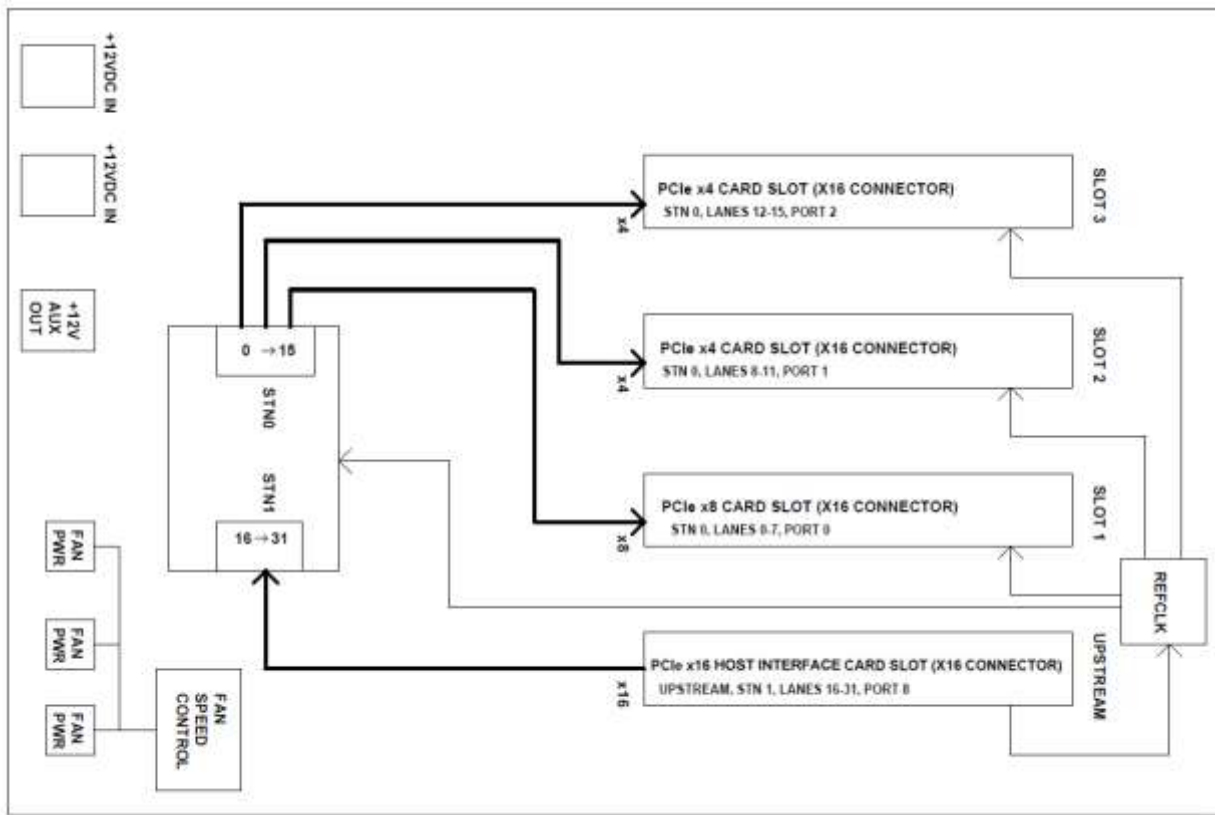 +12VDC IN
+12VDC IN
+12V
AUX
OUT
PCIe x4 CARD SLOT (X16 CONNECTOR)
STN 0, LANES 12-15, PORT 2
x4
SLOT 3
PCIe x4 CARD SLOT (X16 CONNECTOR)
STN 0, LANES 8-11, PORT 1
x4
SLOT 2
0 → 15
STN0
STN1
16→31
PCIe x8 CARD SLOT (X16 CONNECTOR)
STN 0, LANES 0-7, PORT 0
x8
SLOT 1
REFCLK
PCIe x16 HOST INTERFACE CARD SLOT (X16 CONNECTOR)
UPSTREAM, STN 1, LANES 16-31, PORT 8
x16
UPSTREAM
FAN
PWR
FAN
PWR
FAN
PWR
FAN
SPEED
CONTROL